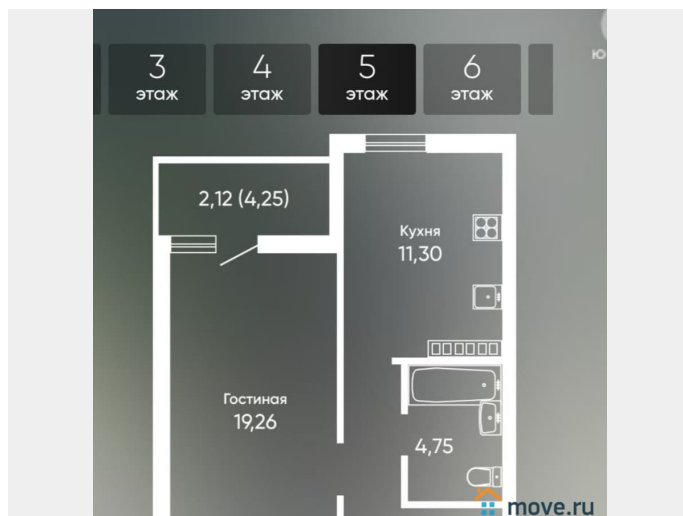 3
этаж
4
этаж
5
этаж
6
этаж
Ю
2,12 (4,25)
Кухня
11,30
Гостиная
19,26
4,75
move.ru